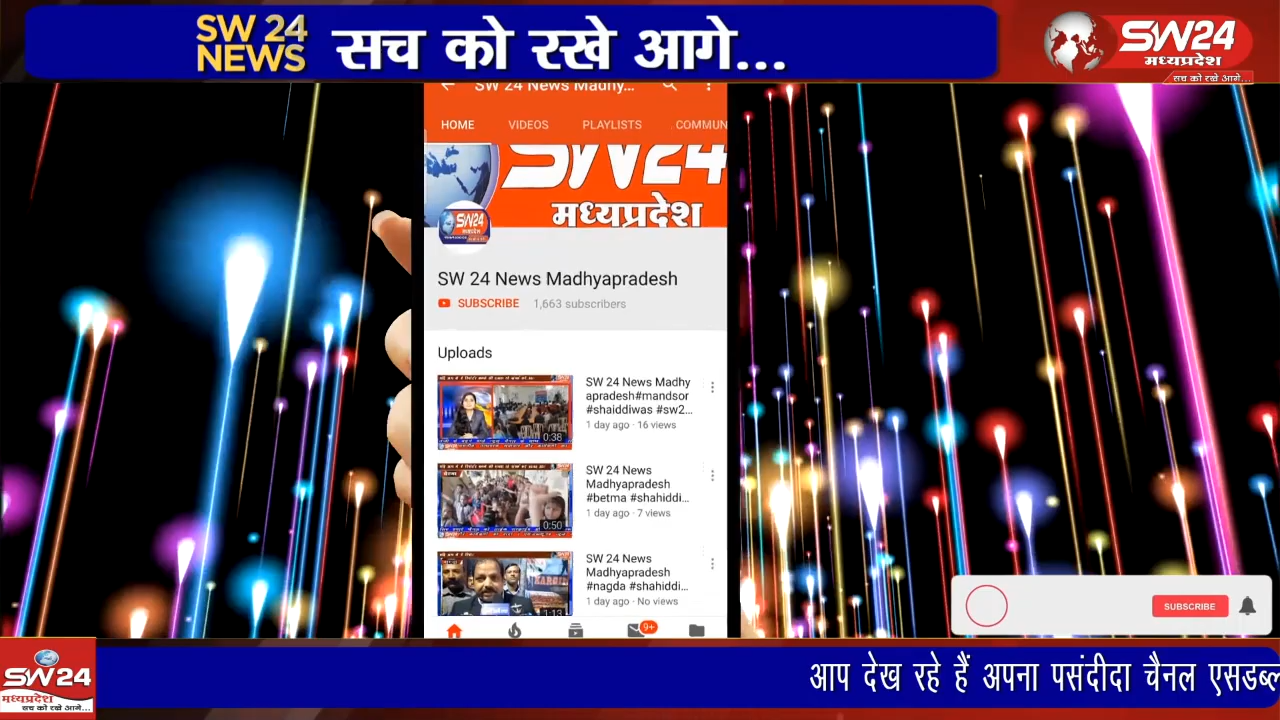 SW 24
NEWS
सच को रखे आगे...
SW24
मध्यप्रदेश
सच को रखे आगे...
SW 24 News Madhy...
HOME VIDEOS PLAYLISTS COMMUN
SW24
मध्यप्रदेश
SW24
SW 24 News Madhyapradesh
SUBSCRIBE 1,663 subscribers
Uploads
SW 24 News Madhy
apradesh#mandsor
#shaiddiwas #sw2...
1 day ago · 16 views
0:38
SW 24 News
Madhyapradesh
#betma #shahiddi...
1 day ago · 7 views
0:50
SW 24 News
Madhyapradesh
#nagda #shahiddi...
1 day ago · No views
1:13
9+
SUBSCRIBE
SW24
मध्यप्रदेश
सच को रखे आगे...
आप देख रहे हैं अपना पसंदीदा चैनल एसडब्ल